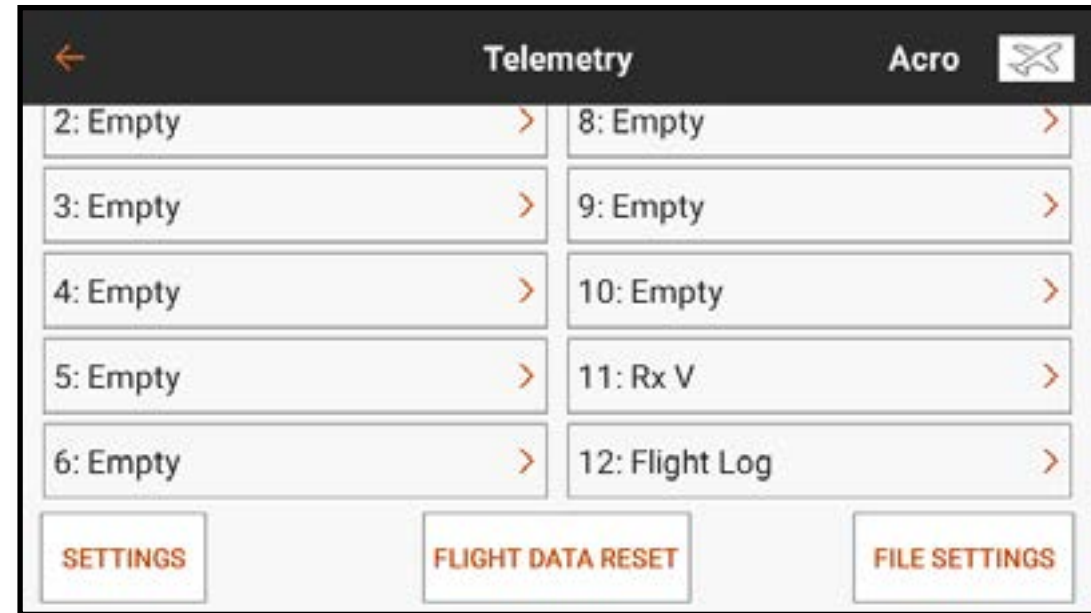 Telemetry Acro
2: Empty 8: Empty
3: Empty 9: Empty
4: Empty 10: Empty
5: Empty 11: Rx V
6: Empty 12: Flight Log
SETTINGS FLIGHT DATA RESET FILE SETTINGS